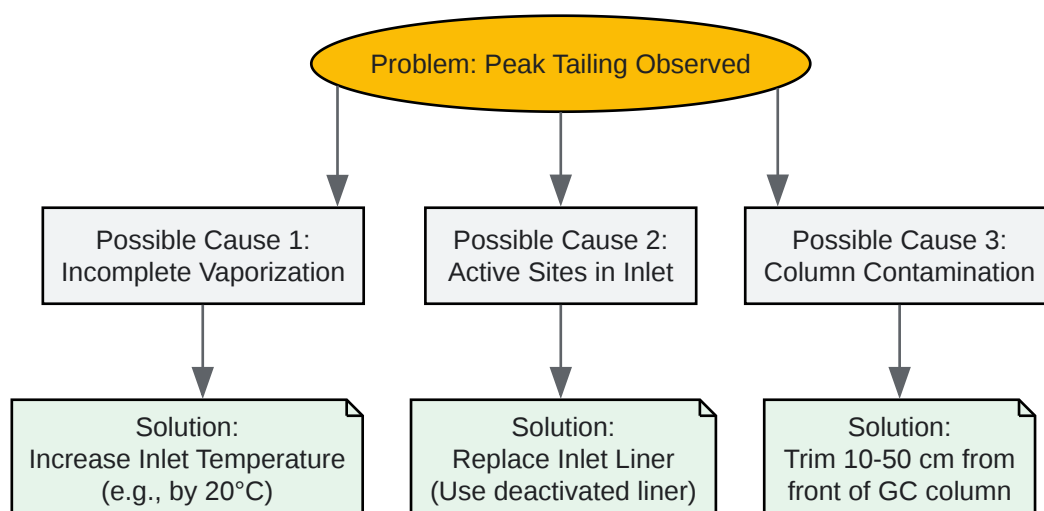 Problem: Peak Tailing Observed
Possible Cause 1:
Incomplete Vaporization
Possible Cause 2:
Active Sites in Inlet
Possible Cause 3:
Column Contamination
Solution:
Increase Inlet Temperature
(e.g., by 20°C)
Solution:
Replace Inlet Liner
(Use deactivated liner)
Solution:
Trim 10-50 cm from
front of GC column